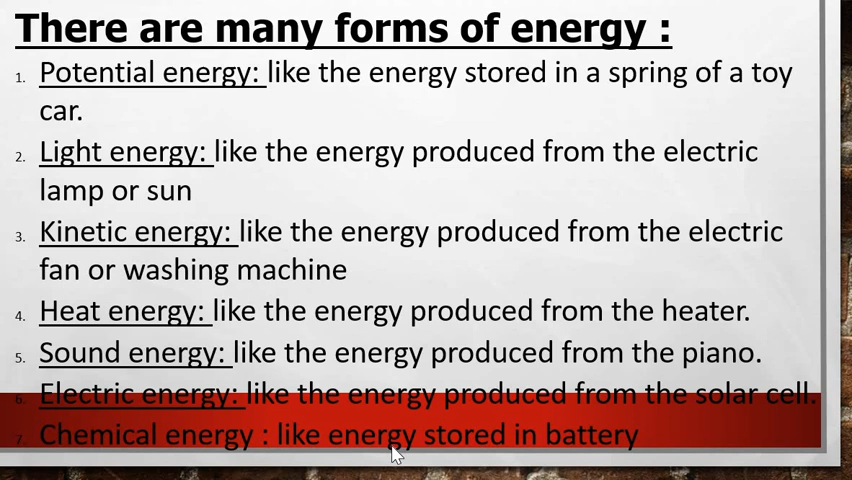 There are many forms of energy :
1. Potential energy: like the energy stored in a spring of a toy
car.
2. Light energy: like the energy produced from the electric
lamp or sun
3. Kinetic energy: like the energy produced from the electric
fan or washing machine
4. Heat energy: like the energy produced from the heater.
5. Sound energy: like the energy produced from the piano.
6. Electric energy: like the energy produced from the solar cell.
7. Chemical energy : like energy stored in battery